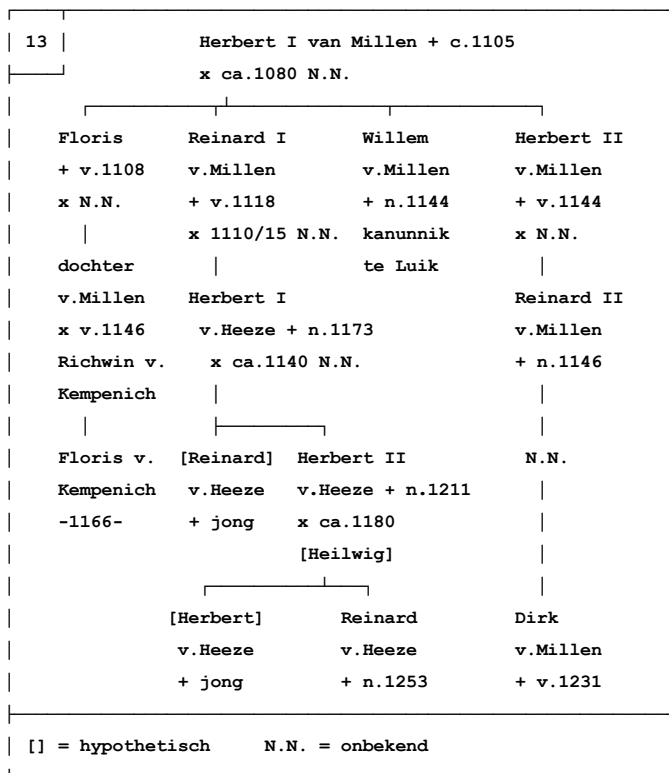 13 Herbert I van Millen + c.1105
x ca.1080 N.N.
Floris Reinard I Willem Herbert II
+ v.1108 v.Millen v.Millen v.Millen
x N.N. + v.1118 + n.1144 + v.1144
x 1110/15 N.N. kanunnik x N.N.
dochter te Luik
v.Millen Herbert I Reinard II
x v.1146 v.Heeze + n.1173 v.Millen
Richwin v. x ca.1140 N.N. + n.1146
Kempenich
Floris v. [Reinard] Herbert II N.N.
Kempenich v.Heeze v.Heeze + n.1211
-1166- + jong x ca.1180
[Heilwig]
[Herbert] Reinard Dirk
v.Heeze v.Heeze v.Millen
+ jong + n.1253 + v.1231
[] = hypothetisch N.N. = onbekend